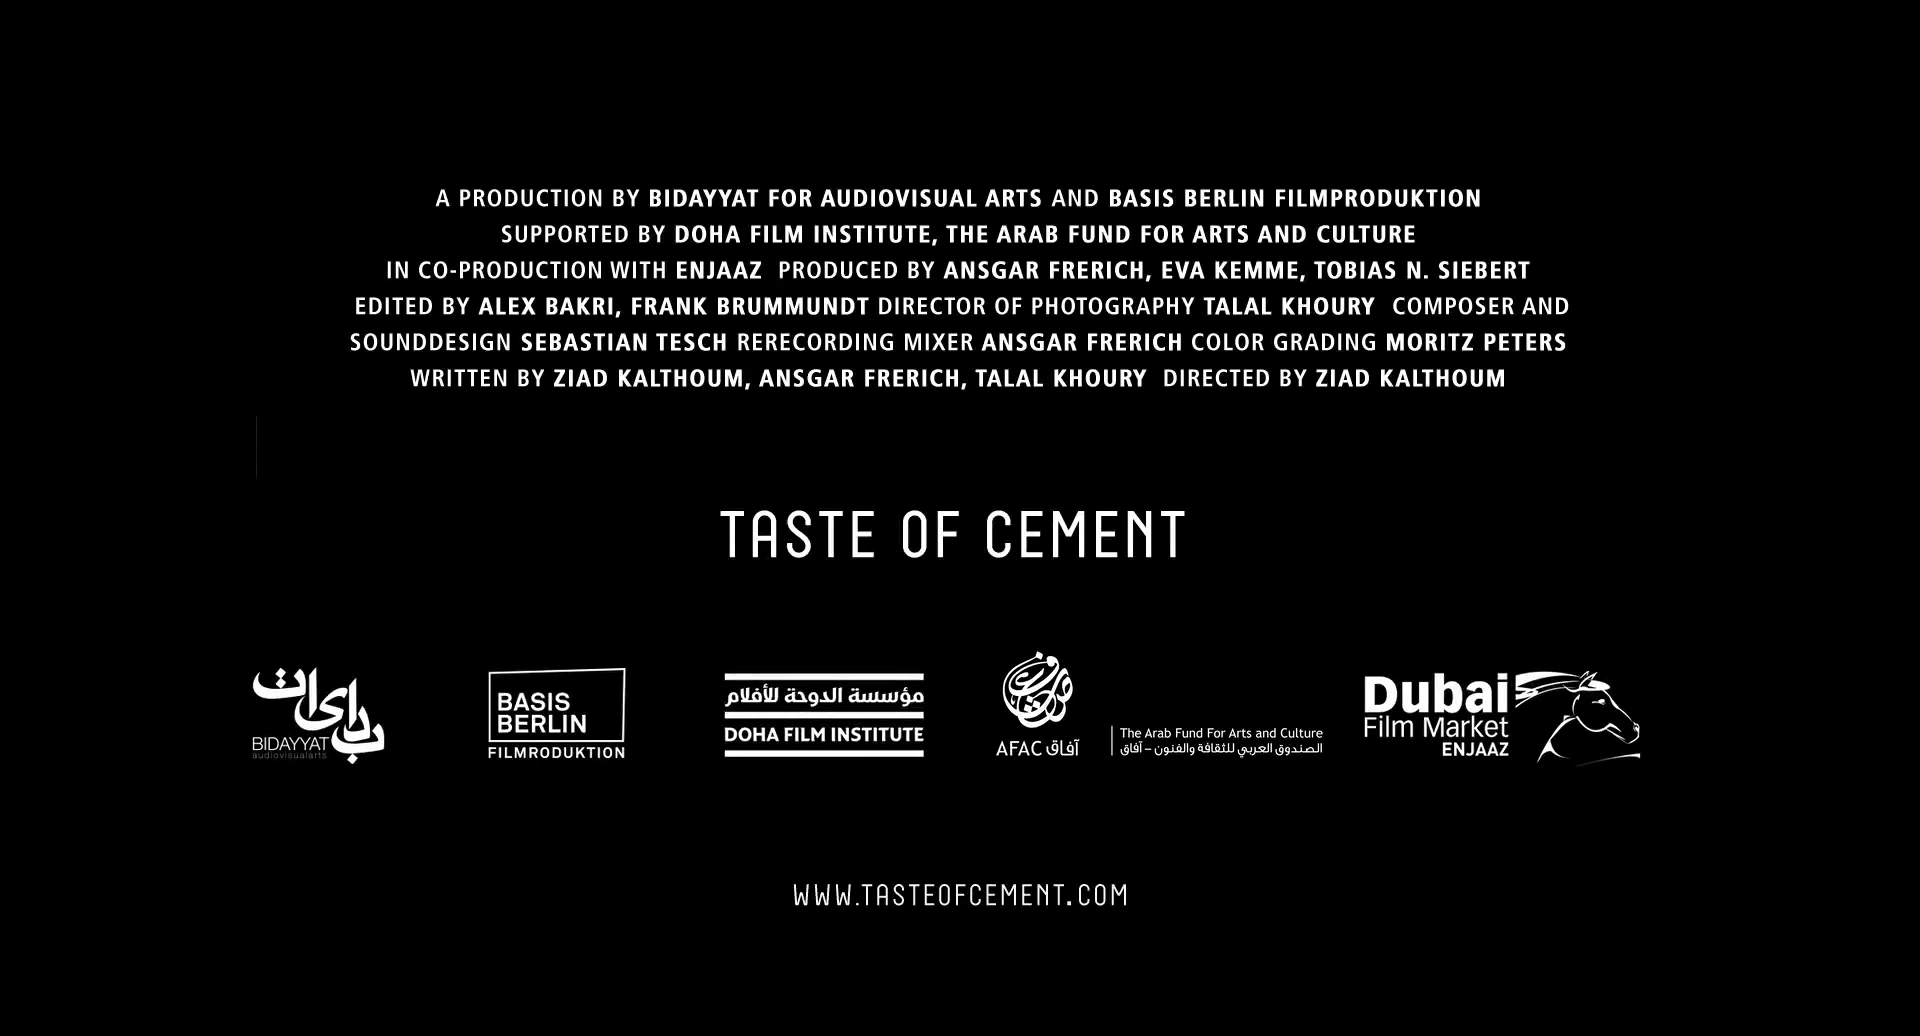 A PRODUCTION BY BIDAYYAT FOR AUDIOVISUAL ARTS AND BASIS BERLIN FILMPRODUKTION
SUPPORTED BY DOHA FILM INSTITUTE, THE ARAB FUND FOR ARTS AND CULTURE
IN CO-PRODUCTION WITH ENJAAZ PRODUCED BY ANSGAR FRERICH, EVA KEMME, TOBIAS N. SIEBERT
EDITED BY ALEX BAKRI, FRANK BRUMMUNDT DIRECTOR OF PHOTOGRAPHY TALAL KHOURY COMPOSER AND
SOUNDDESIGN SEBASTIAN TESCH RERECORDING MIXER ANSGAR FRERICH COLOR GRADING MORITZ PETERS
WRITTEN BY ZIAD KALTHOUM, ANSGAR FRERICH, TALAL KHOURY DIRECTED BY ZIAD KALTHOUM
TASTE OF CEMENT
بدايات
BIDAYYAT
audiovisualarts
BASIS
BERLIN
FILMRODUKTION
مؤسسة الدوحة للأفلام
DOHA FILM INSTITUTE
AFAC آفاق
The Arab Fund For Arts and Culture
الصندوق العربي للثقافة والفنون – آفاق
Dubai
Film Market
ENJAAZ
WWW.TASTEOFCEMENT.COM